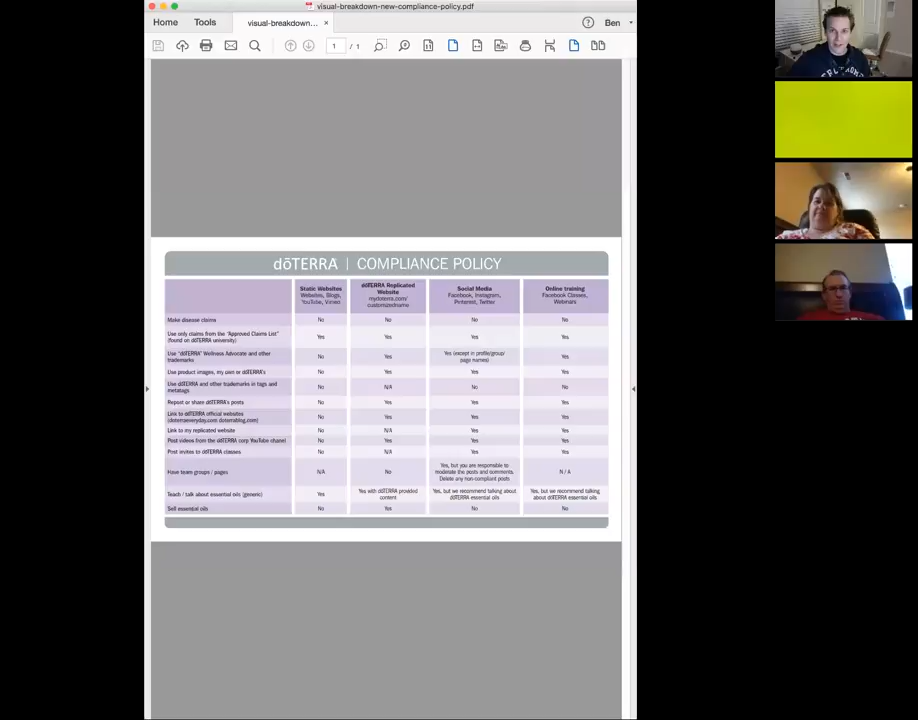 visual-breakdown-new-compliance-policy.pdf
Home Tools visual-breakdown... × Ben
1 / 1
dōTERRA | COMPLIANCE POLICY
Static Websites
Websites, Blogs,
YouTube, Vimeo
dōTERRA Replicated
Website
mydoterra.com/
customizedname
Social Media
Facebook, Instagram,
Pinterest, Twitter
Online training
Facebook Classes,
Webinars
Make disease claims No No No No
Use only claims from the "Approved Claims List"
(found on dōTERRA university) Yes Yes Yes Yes
Use "dōTERRA" Wellness Advocate and other
trademarks No Yes Yes (except in profile/group/
page names) Yes
Use product images, my own or dōTERRA's No Yes Yes Yes
Use dōTERRA and other trademarks in tags and
metatags No N/A No No
Repost or share dōTERRA's posts No Yes Yes Yes
Link to dōTERRA official websites
(doterraeveryday.com doterrablog.com) No Yes Yes Yes
Link to my replicated website No N/A Yes Yes
Post videos from the dōTERRA corp YouTube chanel No Yes Yes Yes
Post invites to dōTERRA classes No N/A Yes Yes
Have team groups / pages N/A No Yes, but you are responsible to
moderate the posts and comments.
Delete any non-compliant posts N / A
Teach / talk about essential oils (generic) Yes Yes with dōTERRA provided
content Yes, but we recommend talking about
dōTERRA essential oils Yes, but we recommend talking
about dōTERRA essential oils
Sell essential oils No Yes No No